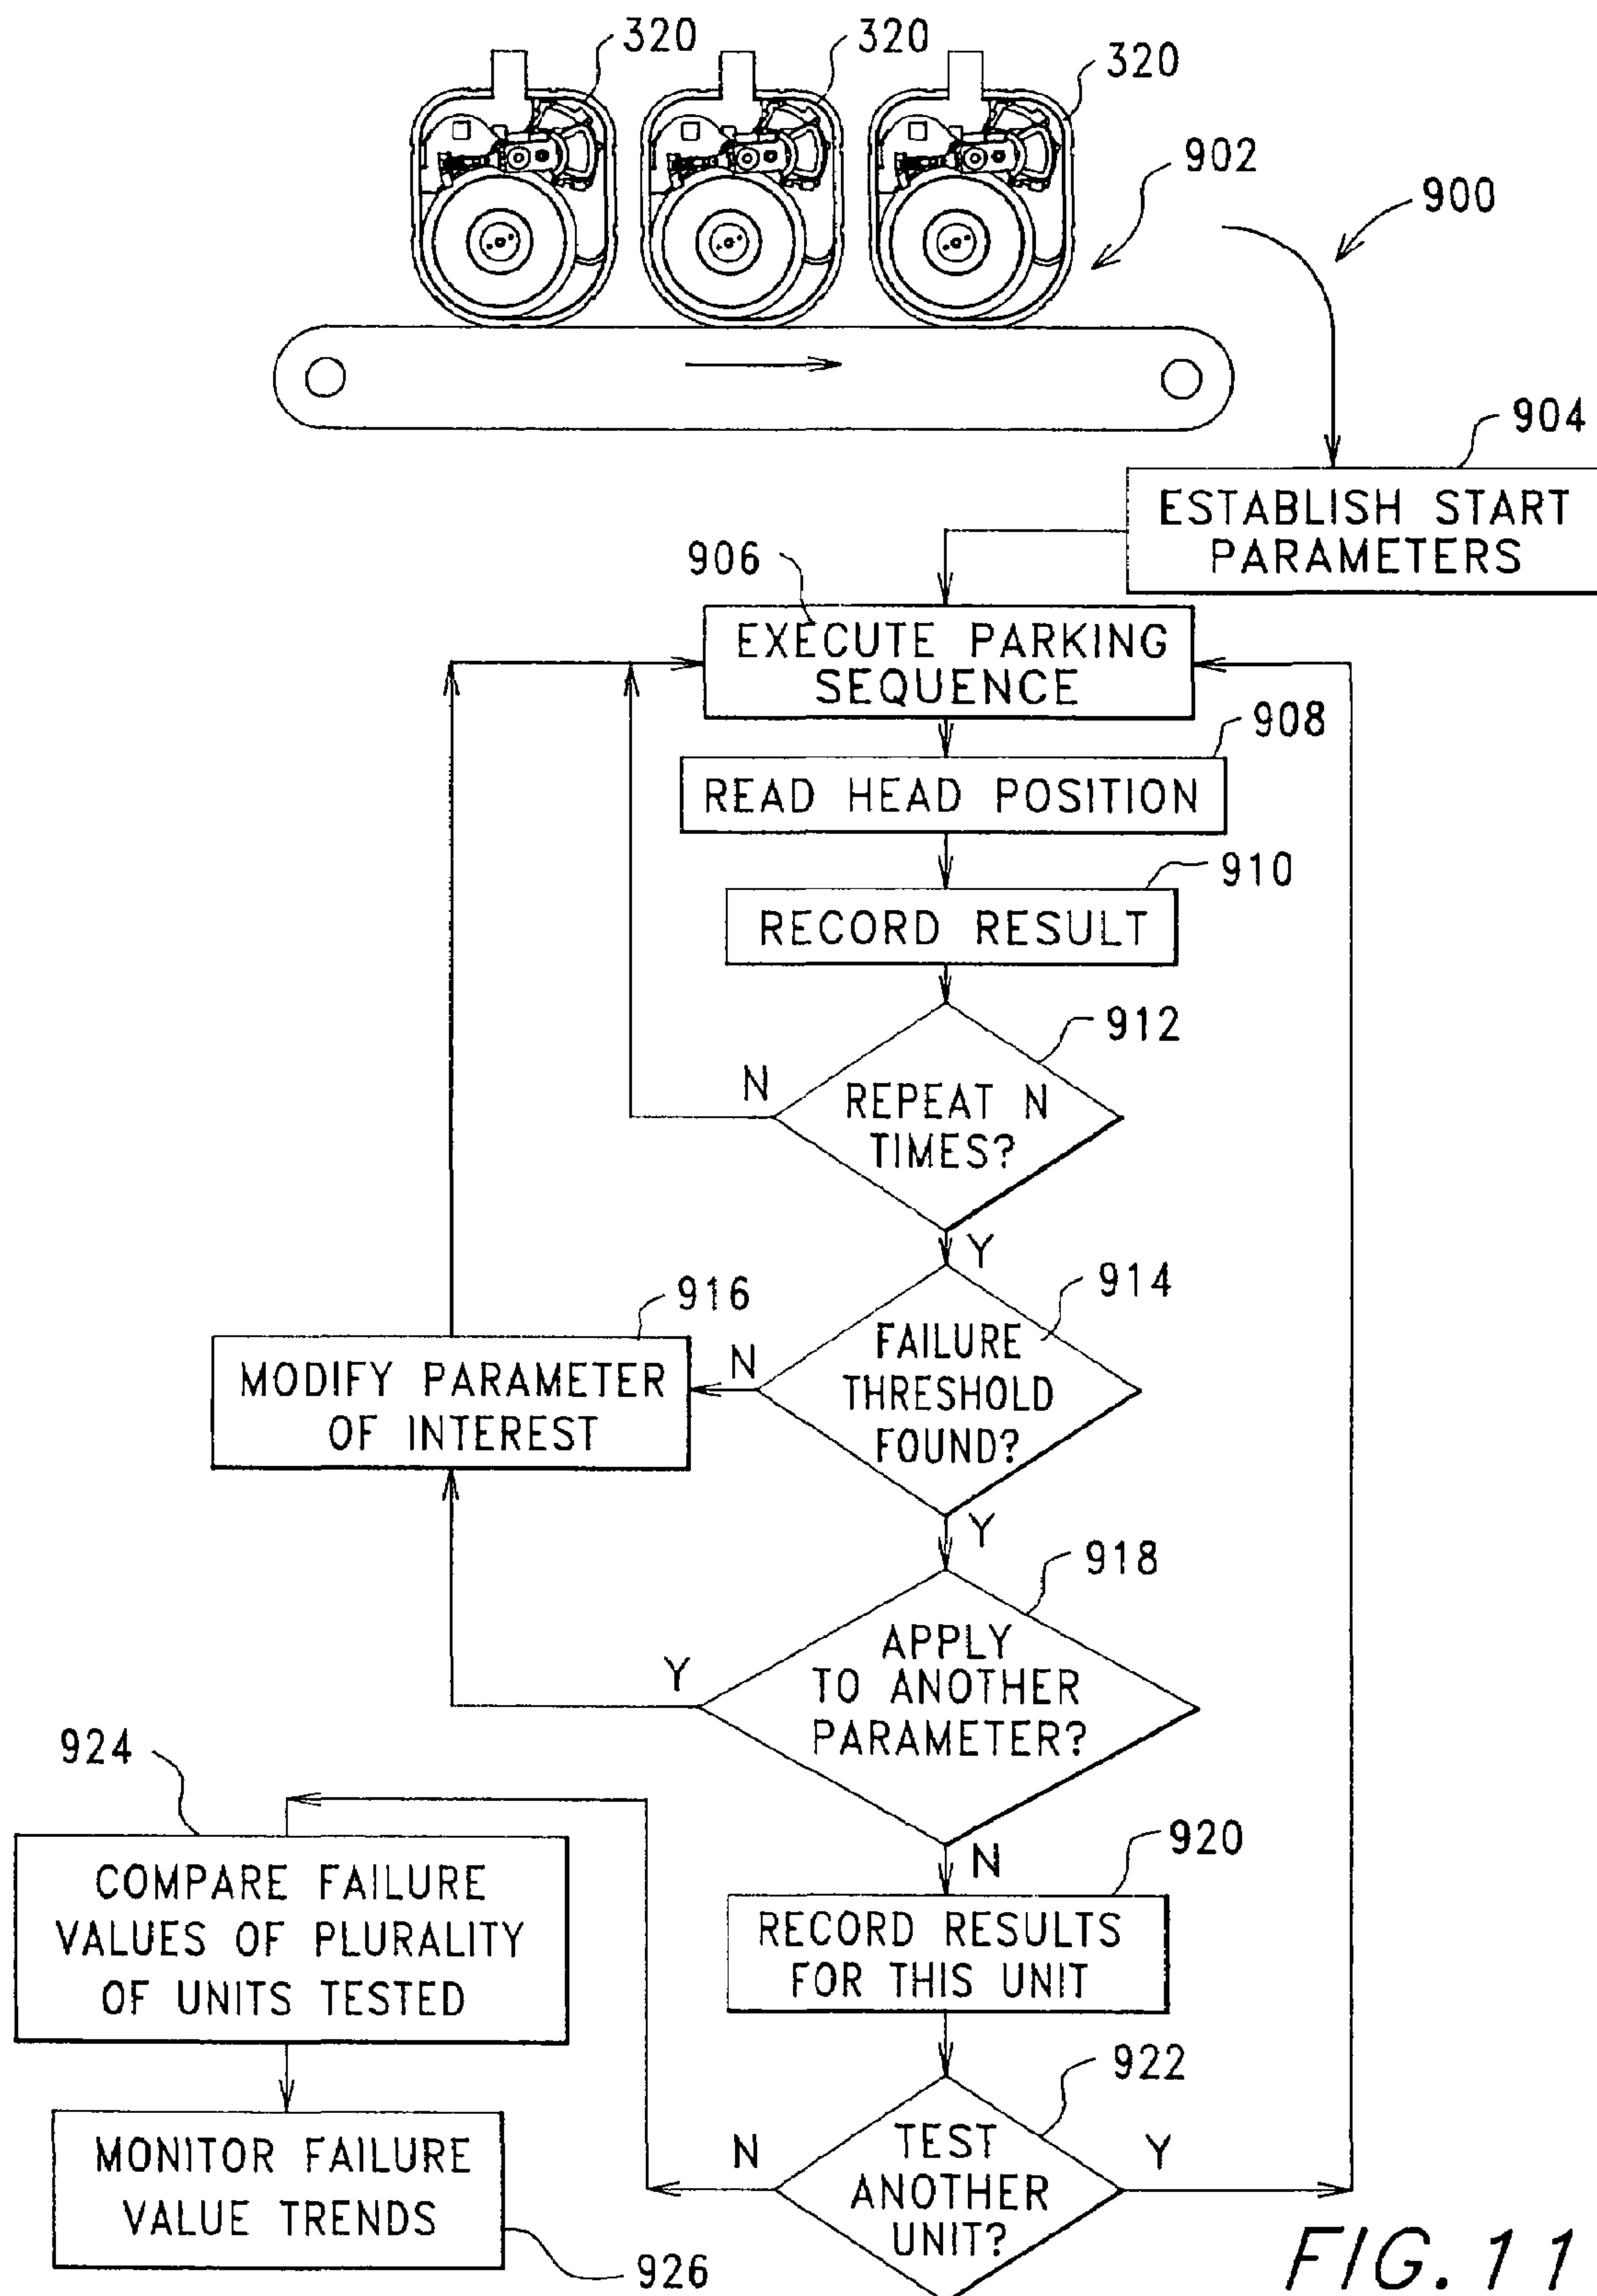 320
320
320
902
900
904
ESTABLISH START
PARAMETERS
906
EXECUTE PARKING
SEQUENCE
908
READ HEAD POSITION
910
RECORD RESULT
912
N
REPEAT N
TIMES?
Y
914
916
FAILURE
THRESHOLD
FOUND?
N
MODIFY PARAMETER
OF INTEREST
Y
918
APPLY
TO ANOTHER
PARAMETER?
Y
924
N
920
COMPARE FAILURE
VALUES OF PLURALITY
OF UNITS TESTED
RECORD RESULTS
FOR THIS UNIT
922
TEST
ANOTHER
UNIT?
N
Y
MONITOR FAILURE
VALUE TRENDS
926
FIG. 11